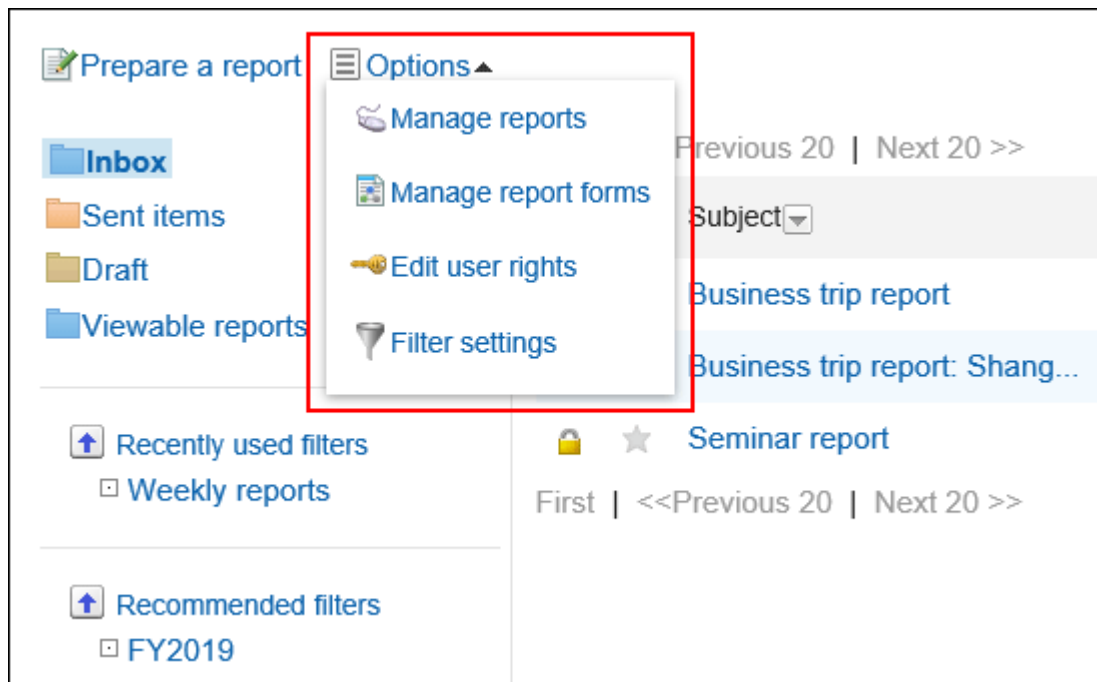 Prepare a report Options
Manage reports
Previous 20 | Next 20 >>
Inbox
Manage report forms
Subject
Sent items
Edit user rights
Draft
Business trip report
Viewable reports
Filter settings
Business trip report: Shang...
Recently used filters
Seminar report
Weekly reports
First | <<Previous 20 | Next 20 >>
Recommended filters
FY2019